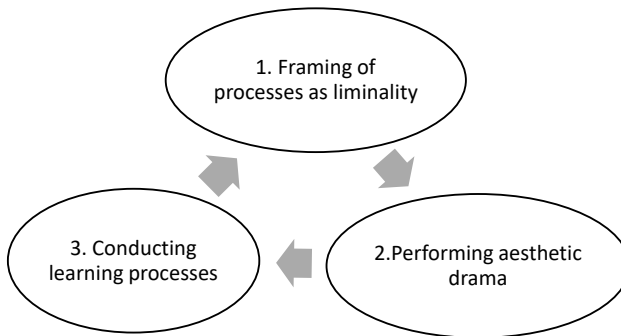 1. Framing of
processes as liminality
2.Performing aesthetic
drama
3. Conducting
learning processes